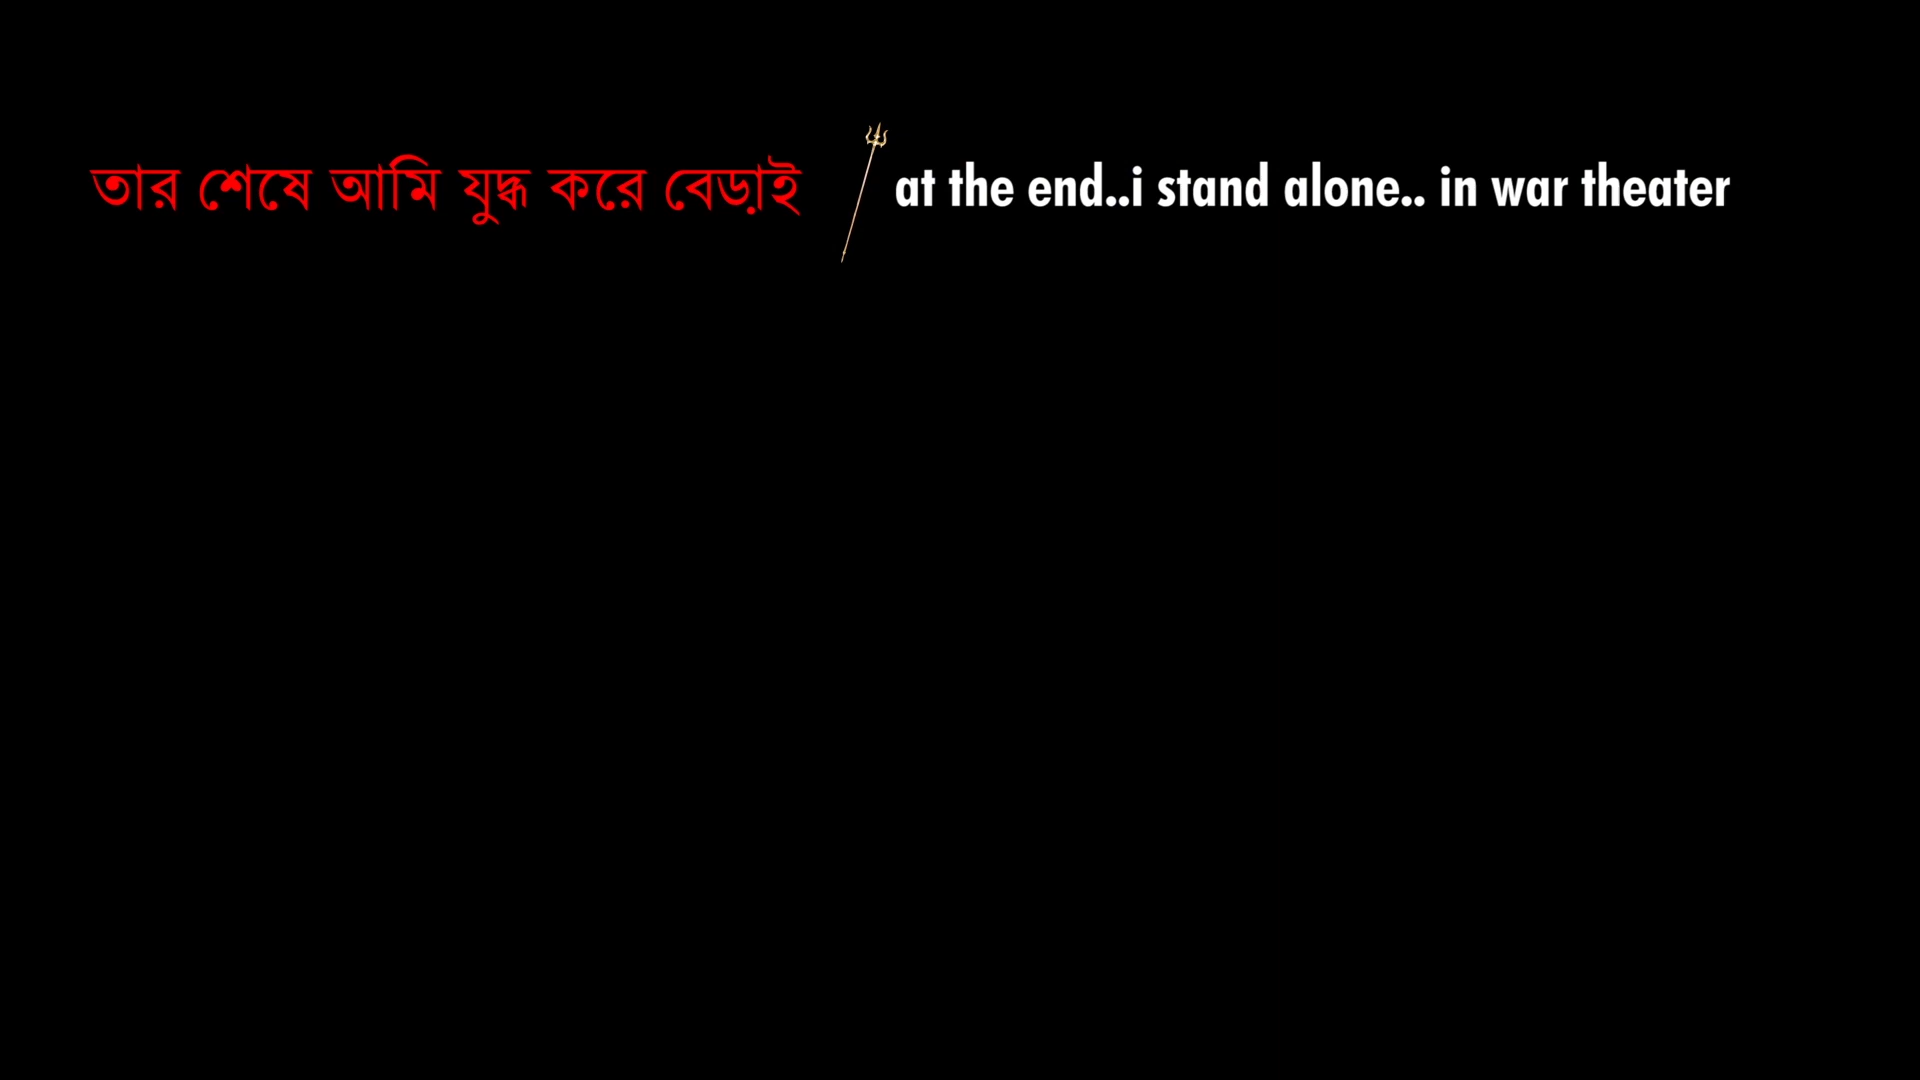 তার শেষে আমি যুদ্ধ করে বেড়াই at the end..i stand alone.. in war theater